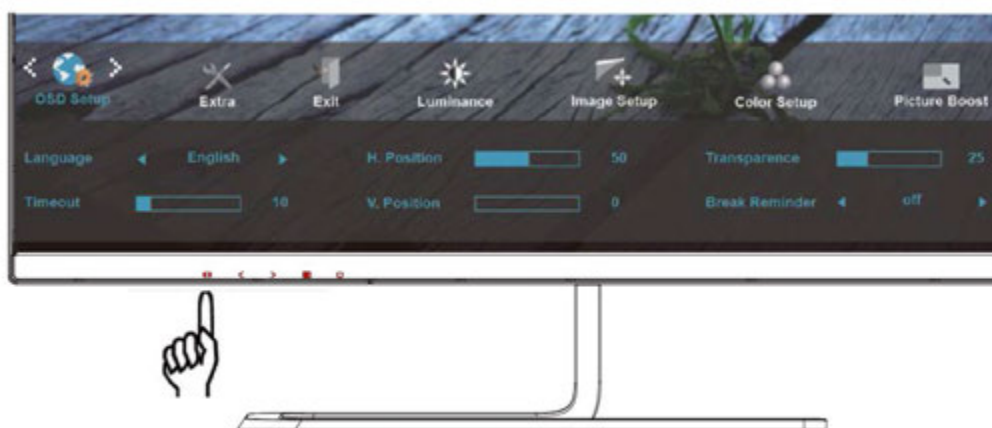 < OSD Setup > Extra Exit Luminance Image Setup Color Setup Picture Boost
Language English H. Position 50 Transparence 25
Timeout 10 V. Position 0 Break Reminder off
< >